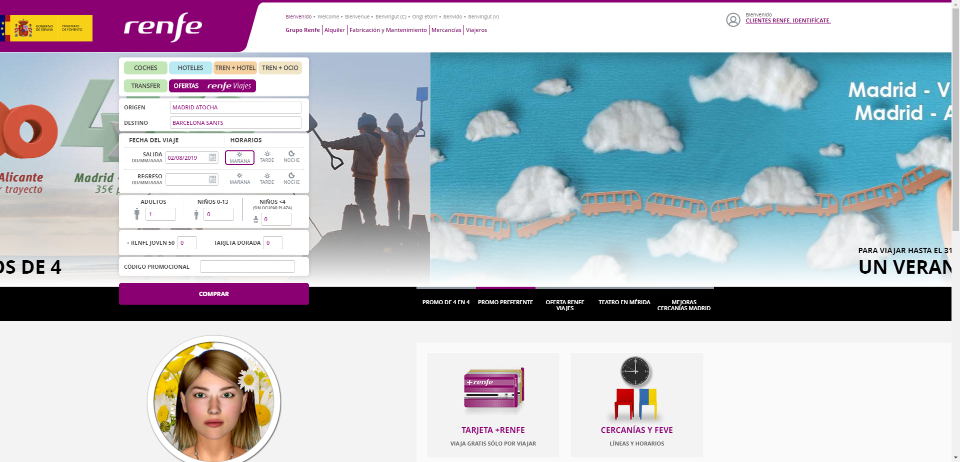 GOBIERNO DE ESPAÑA
MINISTERIO DE FOMENTO
renfe
Bienvenido • Welcome • Bienvenue • Benvingut (c) • Ongi etorri • Benvido • Benvingut (v)
Grupo Renfe | Alquiler | Fabricación y Mantenimiento | Mercancías | Viajeros
Bienvenido
CLIENTES RENFE. IDENTIFÍCATE.
COCHES
HOTELES
TREN + HOTEL
TREN + OCIO
TRANSFER
OFERTAS renfe Viajes
ORIGEN
MADRID ATOCHA
DESTINO
BARCELONA SANTS
FECHA DEL VIAJE
HORARIOS
SALIDA
DD/MM/AAAA
02/08/2019
MAÑANA
TARDE
NOCHE
REGRESO
DD/MM/AAAA
MAÑANA
TARDE
NOCHE
ADULTOS
1
NIÑOS 0-13
0
NIÑOS <4
(SIN OCUPAR PLAZA)
0
+ RENFE JOVEN 50
0
TARJETA DORADA
0
CÓDIGO PROMOCIONAL
COMPRAR
Alicante
r trayecto
Madrid
35€ p
OS DE 4
Madrid - V
Madrid - A
PARA VIAJAR HASTA EL 31
UN VERAN
PROMO DE 4 EN 4
PROMO PREFERENTE
OFERTA RENFE VIAJES
TEATRO EN MÉRIDA
MEJORAS CERCANÍAS MADRID
+renfe
TARJETA +RENFE
VIAJA GRATIS SÓLO POR VIAJAR
CERCANÍAS Y FEVE
LÍNEAS Y HORARIOS